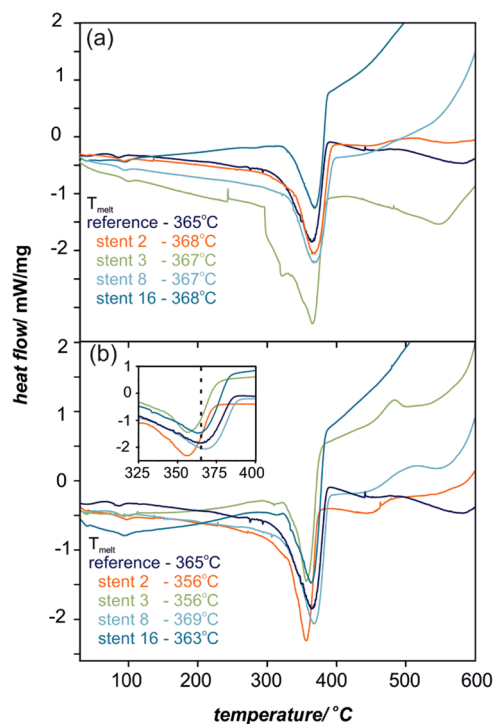 (a)
2
1
0
-1
-2
T melt
reference - 365°C
stent 2 - 368°C
stent 3 - 367°C
stent 8 - 367°C
stent 16 - 368°C
heat flow/ mW/mg
(b)
2
1
0
-1
-2
1
0
-1
-2
325 350 375 400
T melt
reference - 365°C
stent 2 - 356°C
stent 3 - 356°C
stent 8 - 369°C
stent 16 - 363°C
100 200 300 400 500 600
temperature/ °C